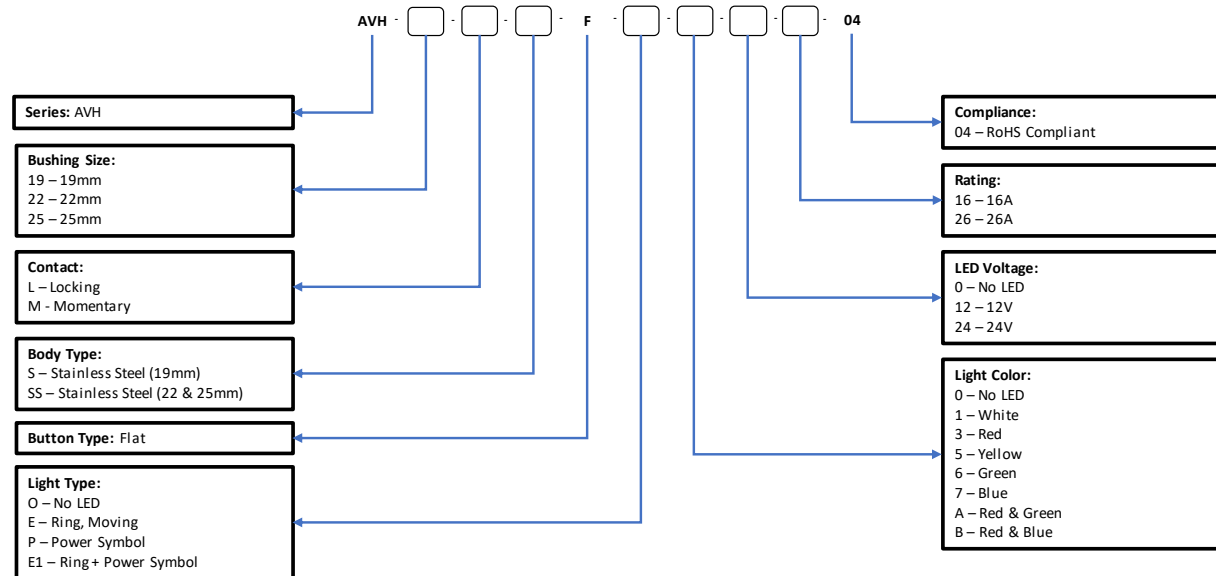 AVH - - - - F - - - - - 04
Series: AVH
Bushing Size:
19 – 19mm
22 – 22mm
25 – 25mm
Contact:
L – Locking
M - Momentary
Body Type:
S – Stainless Steel (19mm)
SS – Stainless Steel (22 & 25mm)
Button Type: Flat
Light Type:
O – No LED
E – Ring, Moving
P – Power Symbol
E1 – Ring + Power Symbol
Compliance:
04 – RoHS Compliant
Rating:
16 – 16A
26 – 26A
LED Voltage:
0 – No LED
12 – 12V
24 – 24V
Light Color:
0 – No LED
1 – White
3 – Red
5 – Yellow
6 – Green
7 – Blue
A – Red & Green
B – Red & Blue